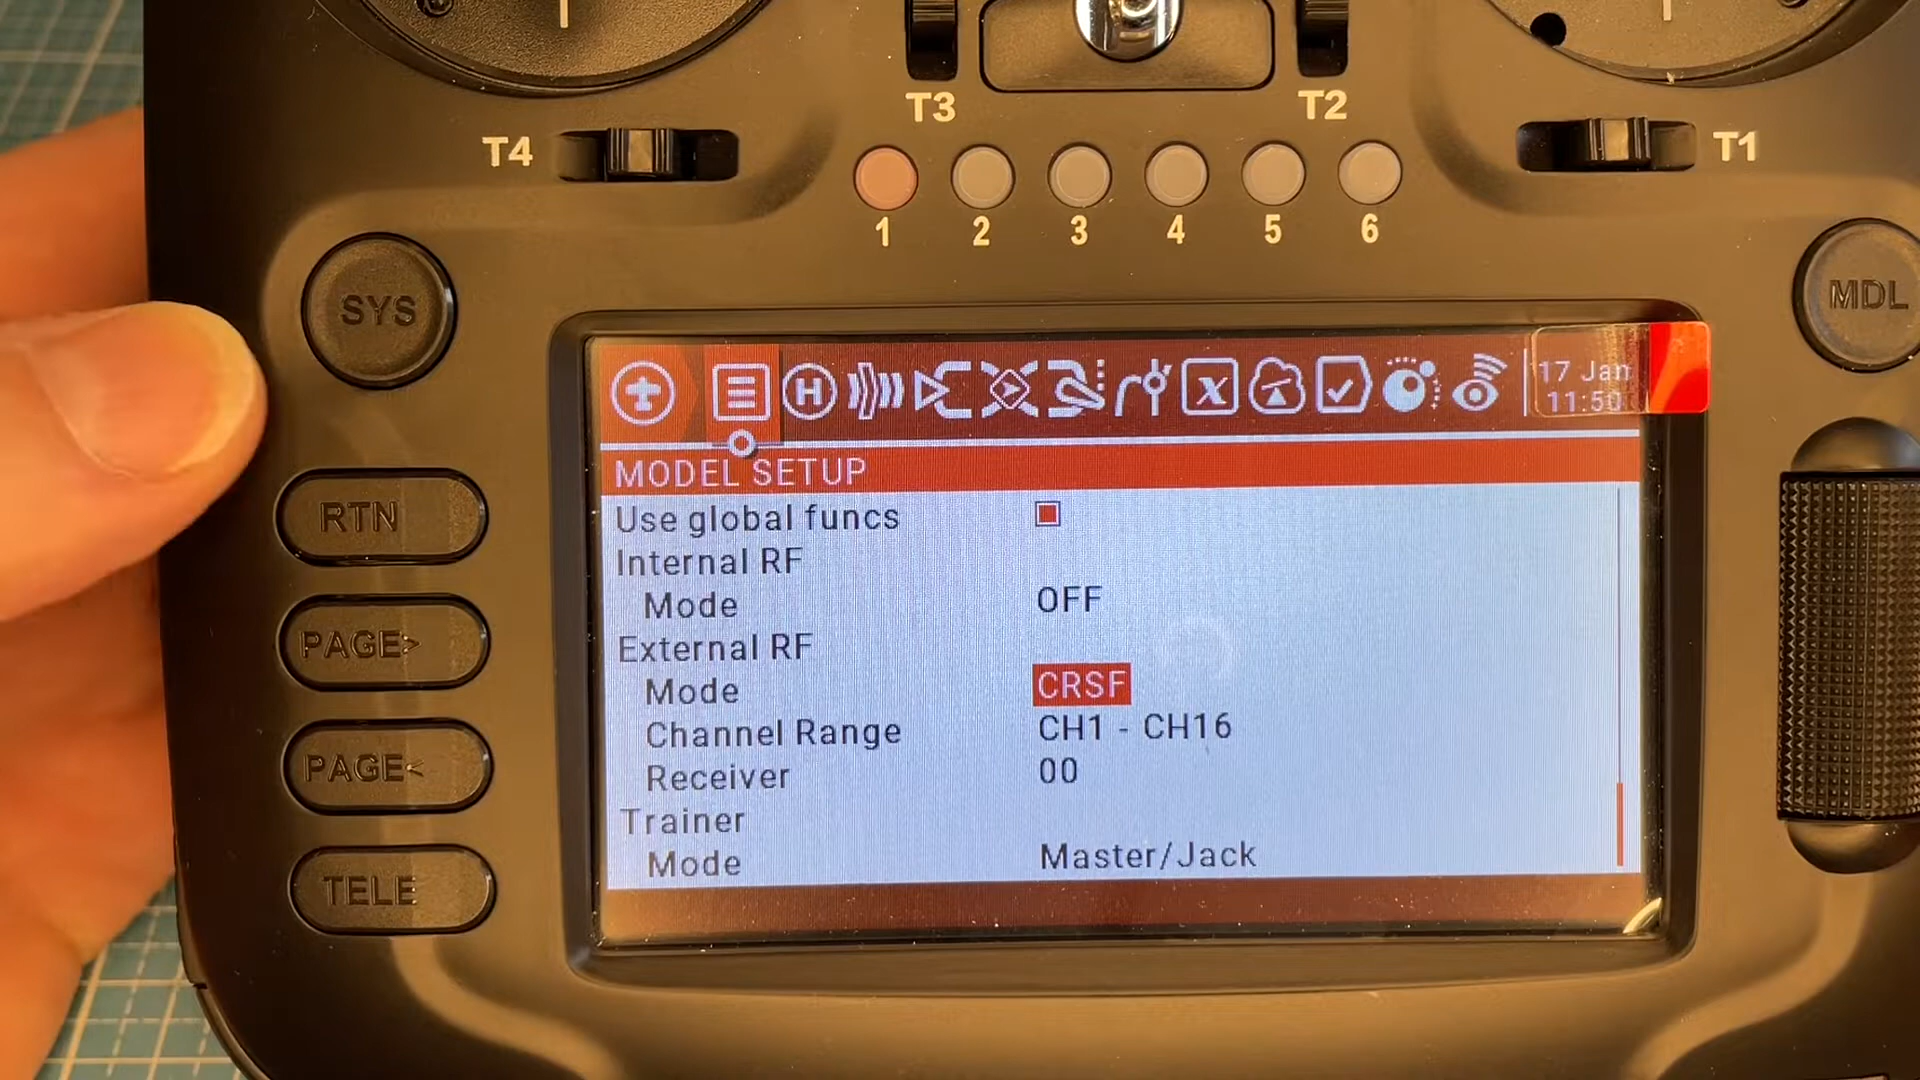 T3
T2
T4
T1
1 2 3 4 5 6
SYS
MDL
H
X
17 Jan
11:50
MODEL SETUP
Use global funcs
Internal RF
Mode OFF
External RF
Mode CRSF
Channel Range CH1 - CH16
Receiver 00
Trainer
Mode Master/Jack
RTN
PAGE>
PAGE<
TELE